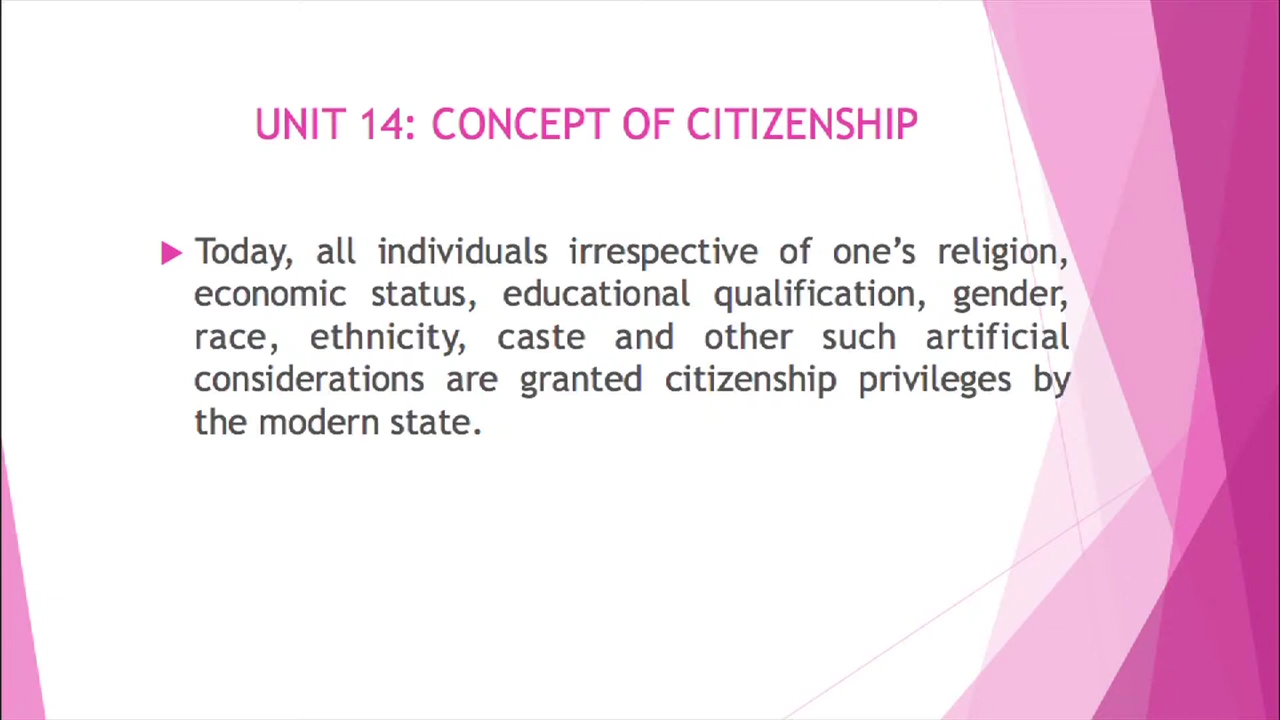 UNIT 14: CONCEPT OF CITIZENSHIP
Today, all individuals irrespective of one’s religion,
economic status, educational qualification, gender,
race, ethnicity, caste and other such artificial
considerations are granted citizenship privileges by
the modern state.